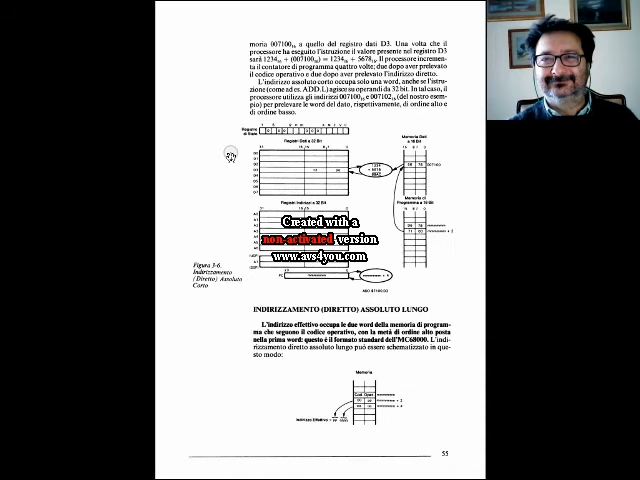 moria 007100₁₆ a quello del registro dati D3. Una volta che il
processore ha eseguito l'istruzione il valore presente nel registro D3
sarà 1234₁₆ + (007100₁₆) = 1234₁₆ + 5678₁₆. Il processore incremen-
ta il contatore di programma quattro volte; due dopo aver prelevato
il codice operativo e due dopo aver prelevato l'indirizzo diretto.
L'indirizzo assoluto corto occupa solo una word, anche se l'istru-
zione (come ad es. ADD.L) agisce su operandi da 32 bit. In tal caso, il
processore utilizza gli indirizzi 007100₁₆ e 007102₁₆ (del nostro esem-
pio) per prelevare le word del dato, rispettivamente, di ordine alto e
di ordine basso.
Registro
di Stato
Registri Dati a 32 Bit
Memoria Dati
a 16 Bit
007100
Registri Indirizzi a 32 Bit
Memoria di
Programma a 16 Bit
Created with a
non-activated version
www.avs4you.com
PC
Figura 3-6.
Indirizzamento
(Diretto) Assoluto
Corto
INDIRIZZAMENTO (DIRETTO) ASSOLUTO LUNGO
L'indirizzo effettivo occupa le due word della memoria di program-
ma che seguono il codice operativo, con la metà di ordine alto posta
nella prima word: questo è il formato standard dell'MC68000. L'indi-
rizzamento diretto assoluto lungo può essere schematizzato in que-
sto modo:
Memoria
Cod Oper
Indirizzo Effettivo =
55